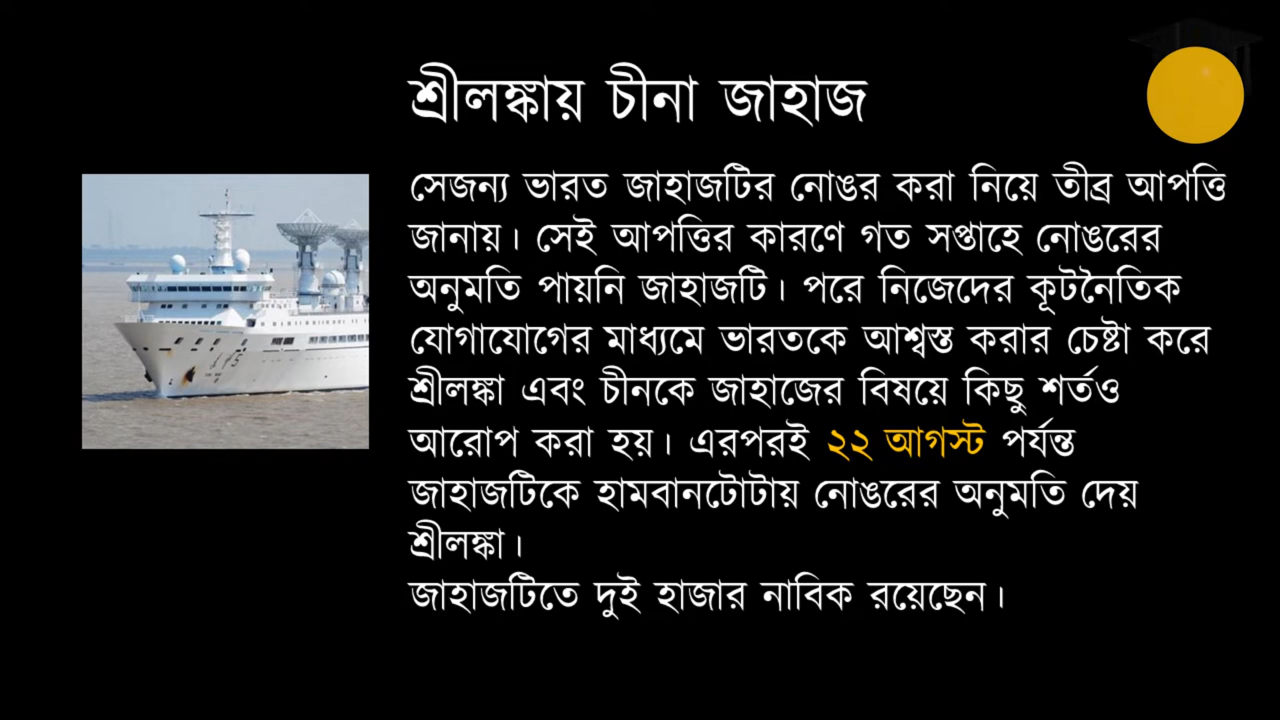 শ্রীলঙ্কায় চীনা জাহাজ
সেজন্য ভারত জাহাজটির নোঙর করা নিয়ে তীব্র আপত্তি
জানায়। সেই আপত্তির কারণে গত সপ্তাহে নোঙরের
অনুমতি পায়নি জাহাজটি। পরে নিজেদের কূটনৈতিক
যোগাযোগের মাধ্যমে ভারতকে আশ্বস্ত করার চেষ্টা করে
শ্রীলঙ্কা এবং চীনকে জাহাজের বিষয়ে কিছু শর্তও
আরোপ করা হয়। এরপরই ২২ আগস্ট পর্যন্ত
জাহাজটিকে হামবানটোটায় নোঙরের অনুমতি দেয়
শ্রীলঙ্কা।
জাহাজটিতে দুই হাজার নাবিক রয়েছেন।